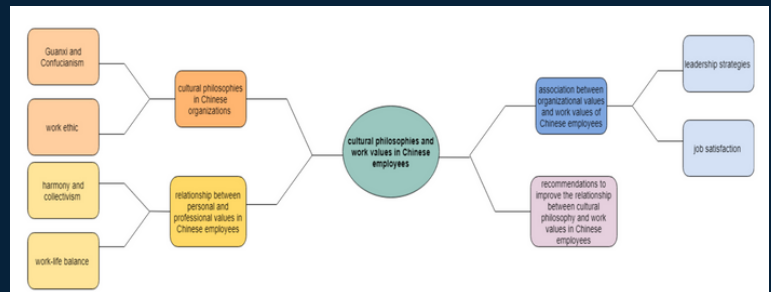 Guanxi and
Confucianism
work ethic
cultural philosophies
in Chinese
organizations
harmony and
collectivism
work-life balance
relationship between
personal and
professional values in
Chinese employees
cultural philosophies and
work values in Chinese
employees
association between
organizational values
and work values of
Chinese employees
leadership strategies
job satisfaction
recommendations to
improve the relationship
between cultural
philosophy and work
values in Chinese
employees